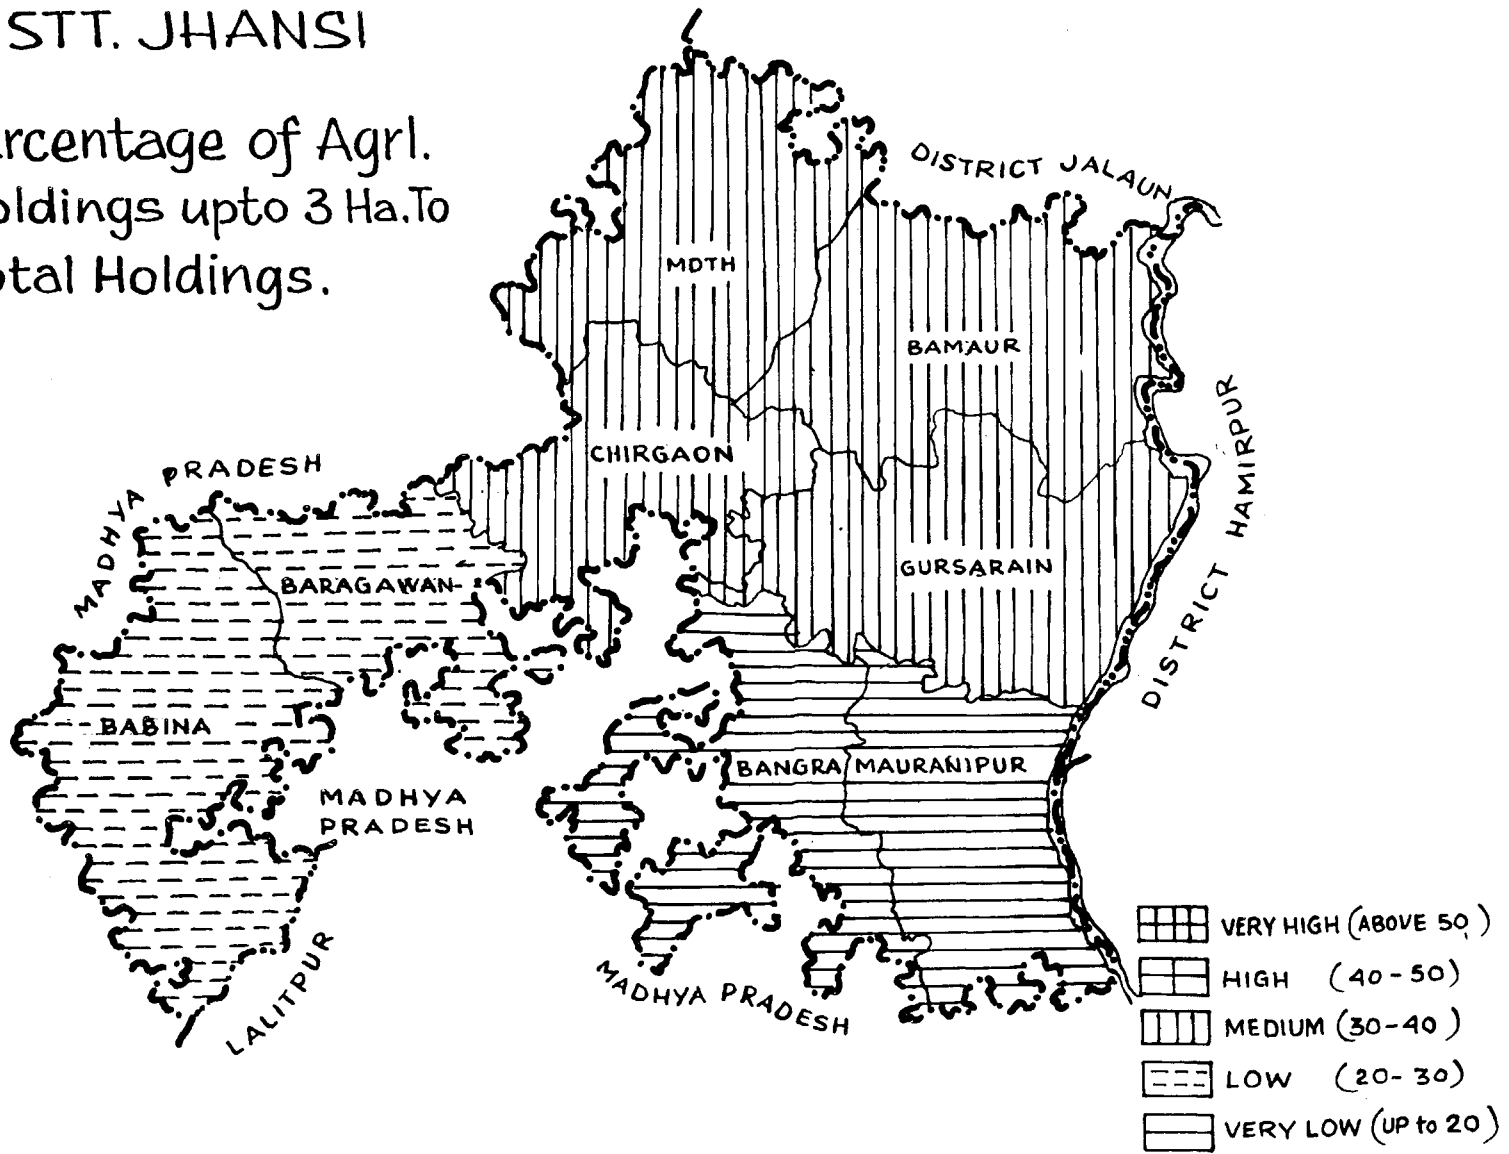 STT. JHANSI
rcentage of Agrl.
oldings upto 3 Ha.To
otal Holdings.
DISTRICT JALAUN
MOTH
BAMAUR
DISTRICT HAMIRPUR
CHIRGAON
MADHYA PRADESH
GURSARAIN
BARAGAWAN
BABINA
BANGRA
MAURANIPUR
MADHYA
PRADESH
LALITPUR
MADHYA PRADESH
VERY HIGH (ABOVE 50)
HIGH (40-50)
MEDIUM (30-40)
LOW (20-30)
VERY LOW (UP to 20)